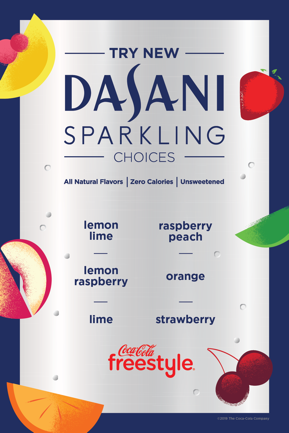 TRY NEW
DASANI
SPARKLING
CHOICES
All Natural Flavors | Zero Calories | Unsweetened
lemon
lime
raspberry
peach
lemon
raspberry
orange
lime
strawberry
Coca-Cola
freestyle
©2018 The Coca-Cola Company